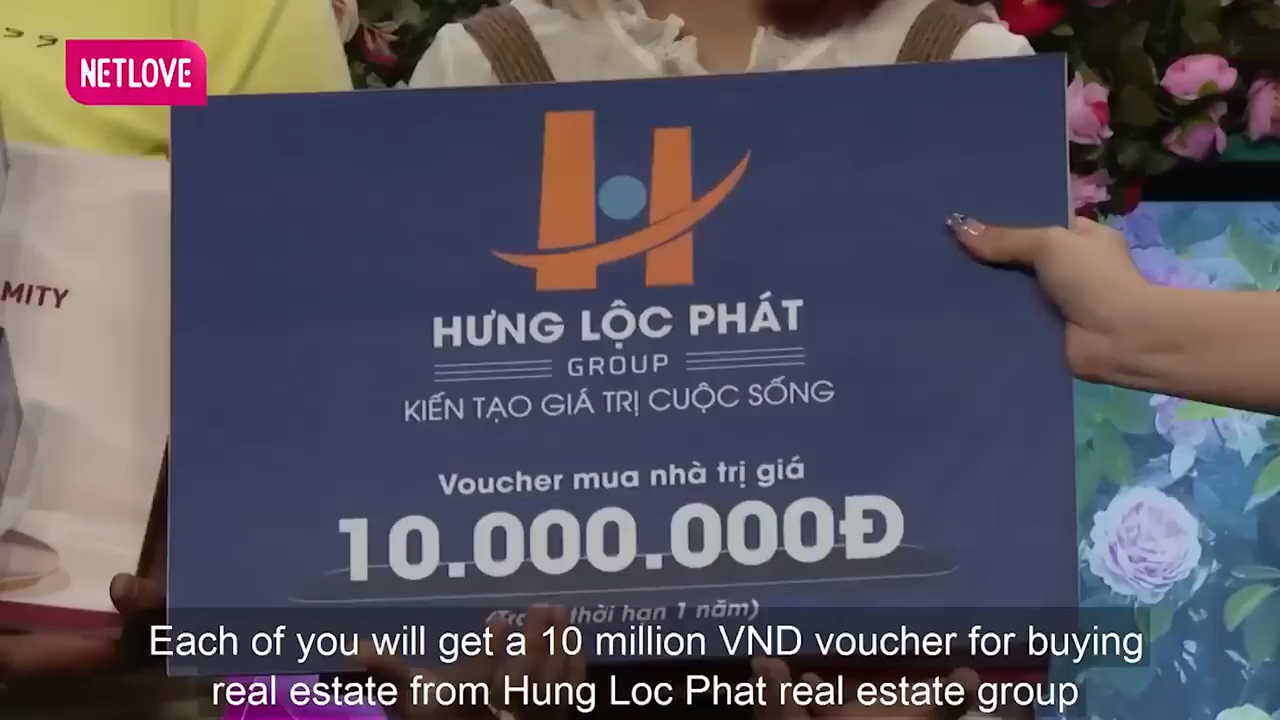 NETLOVE
MITY
HƯNG LỘC PHÁT
GROUP
KIẾN TẠO GIÁ TRỊ CUỘC SỐNG
Voucher mua nhà trị giá
10.000.000Đ
thời hạn 1 năm)
Each of you will get a 10 million VND voucher for buying
real estate from Hung Loc Phat real estate group